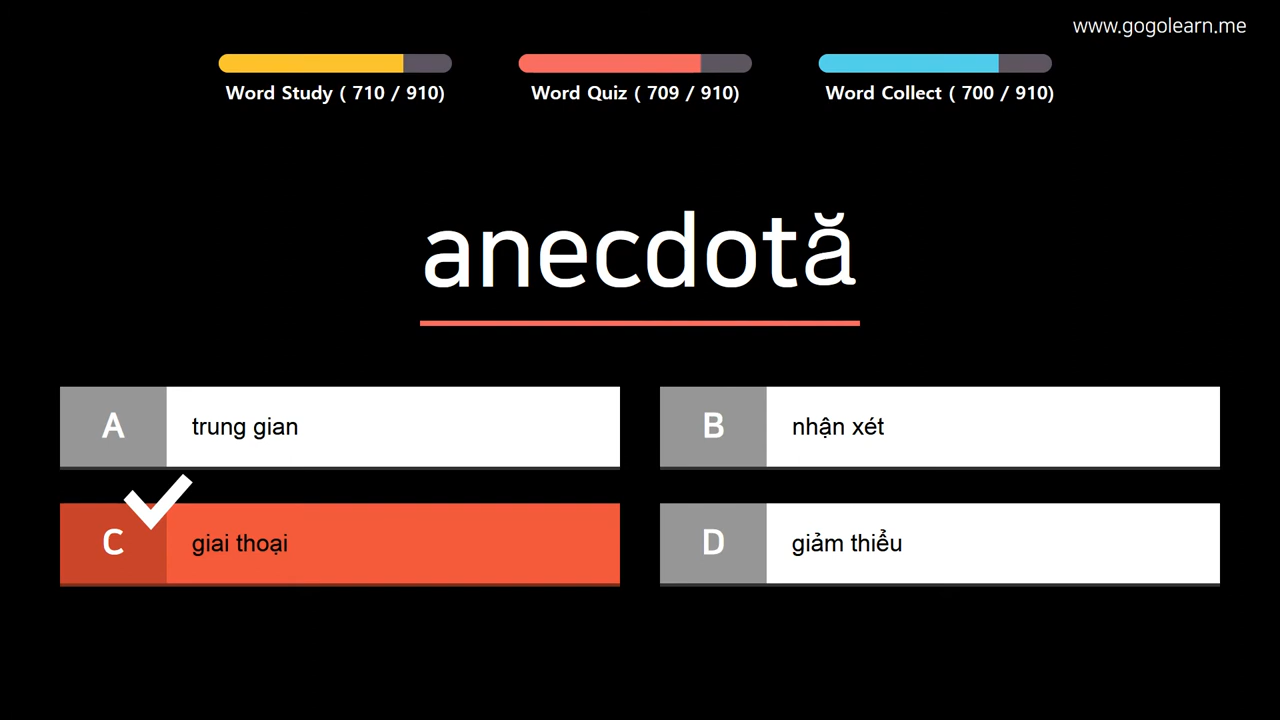 www.gogolearn.me
Word Study ( 710 / 910)
Word Quiz ( 709 / 910)
Word Collect ( 700 / 910)
anecdotă
A
trung gian
B
nhận xét
C
giai thoại
D
giảm thiểu